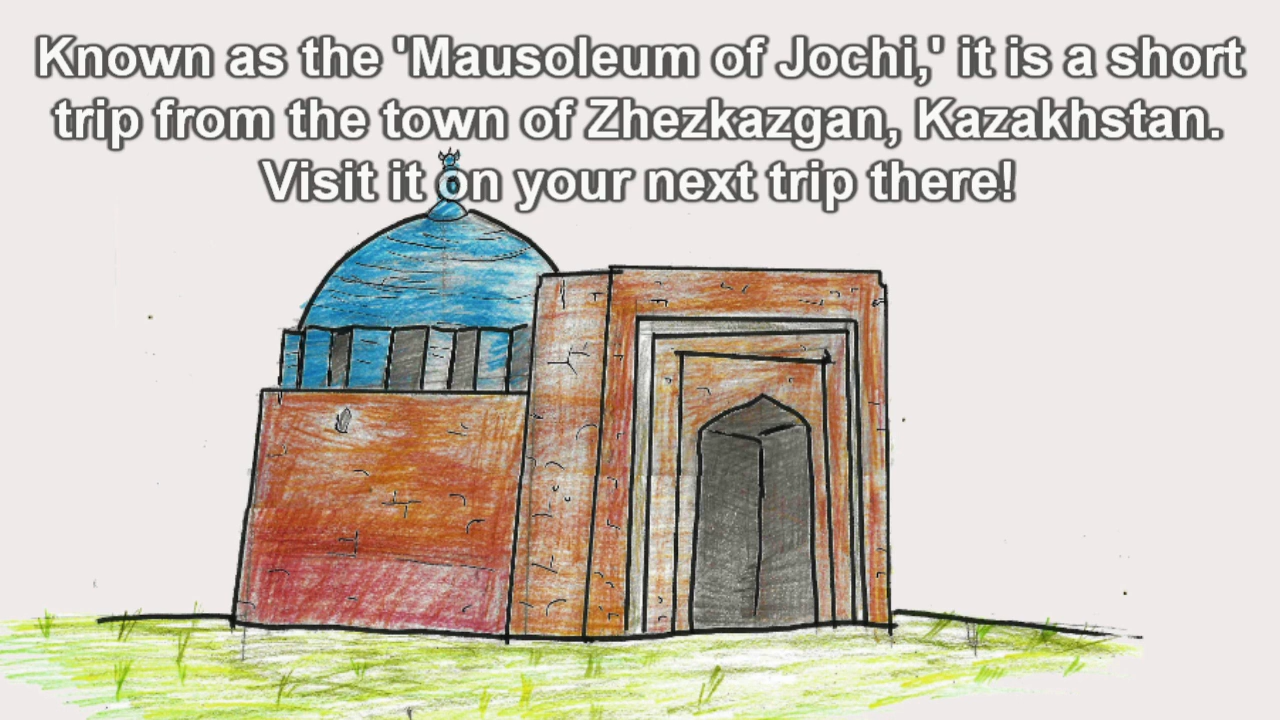 Known as the 'Mausoleum of Jochi,' it is a short
trip from the town of Zhezkazgan, Kazakhstan.
Visit it on your next trip there!